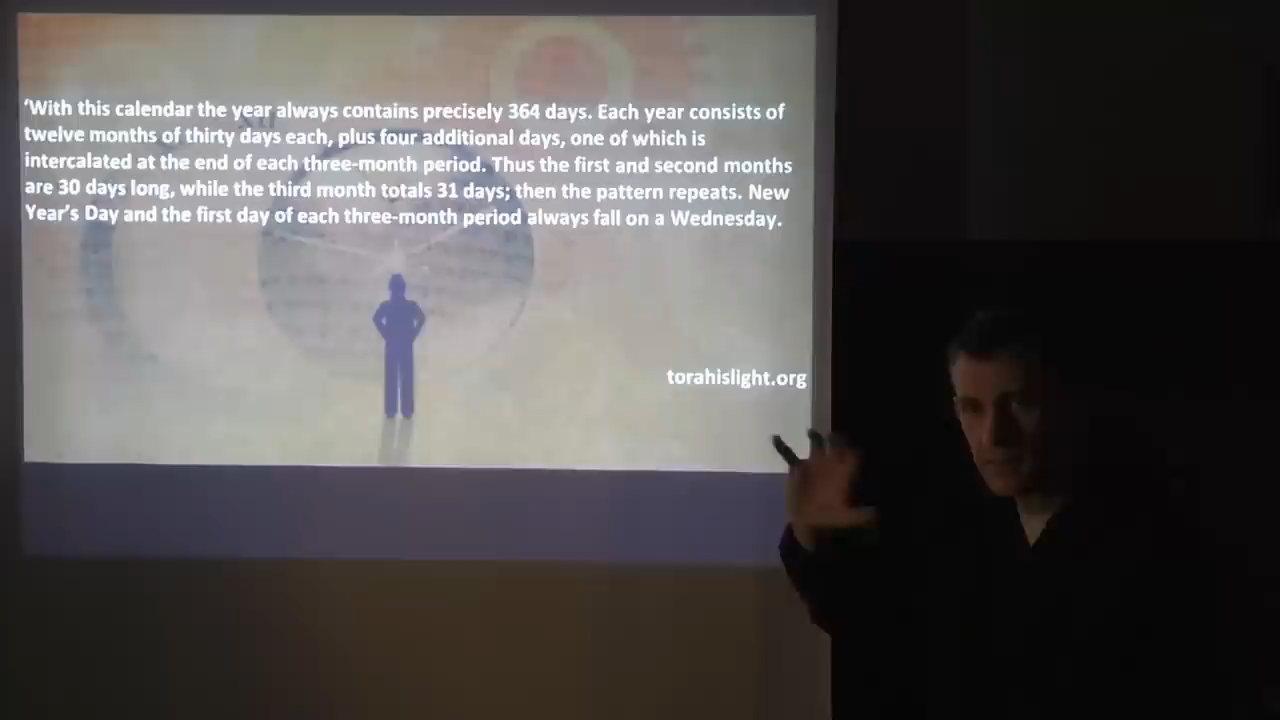 ‘With this calendar the year always contains precisely 364 days. Each year consists of
twelve months of thirty days each, plus four additional days, one of which is
intercalated at the end of each three-month period. Thus the first and second months
are 30 days long, while the third month totals 31 days; then the pattern repeats. New
Year’s Day and the first day of each three-month period always fall on a Wednesday.
torahislight.org